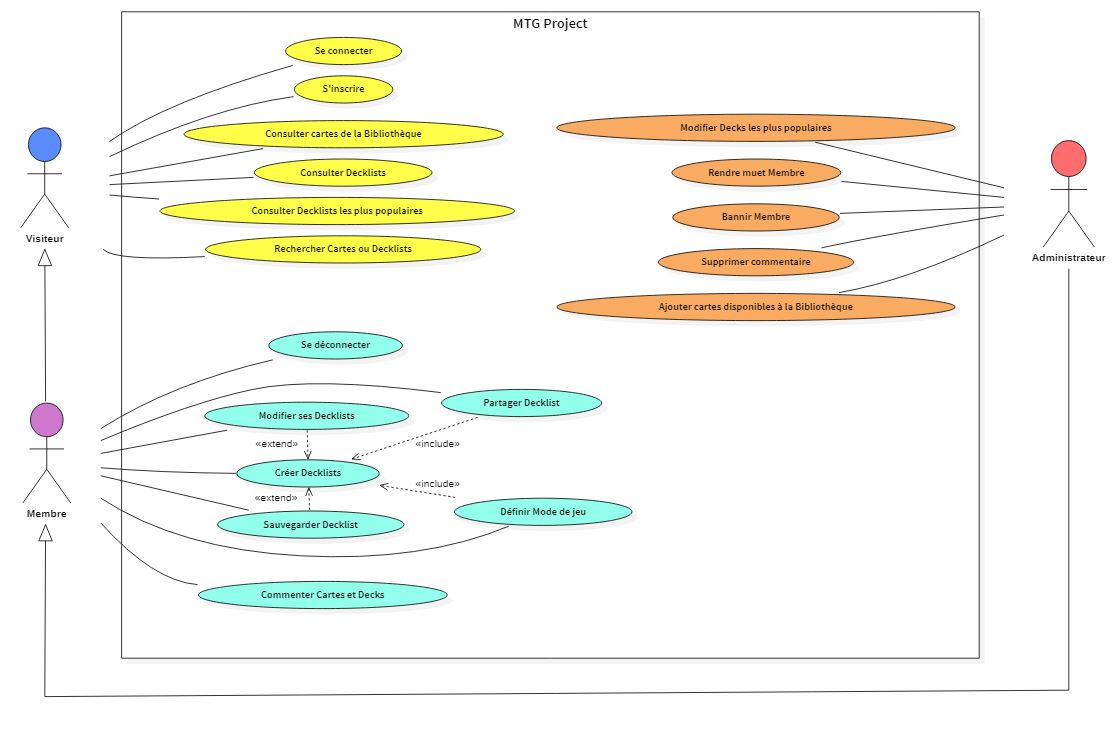 MTG Project
Se connecter
S'inscrire
Consulter cartes de la Bibliothèque
Consulter Decklists
Consulter Decklists les plus populaires
Rechercher Cartes ou Decklists
Visiteur
Modifier Decks les plus populaires
Rendre muet Membre
Bannir Membre
Supprimer commentaire
Ajouter cartes disponibles à la Bibliothèque
Administrateur
Se déconnecter
Partager Decklist
Modifier ses Decklists
«extend»
«include»
Créer Decklists
«extend»
«include»
Sauvegarder Decklist
Définir Mode de jeu
Membre
Commenter Cartes et Decks